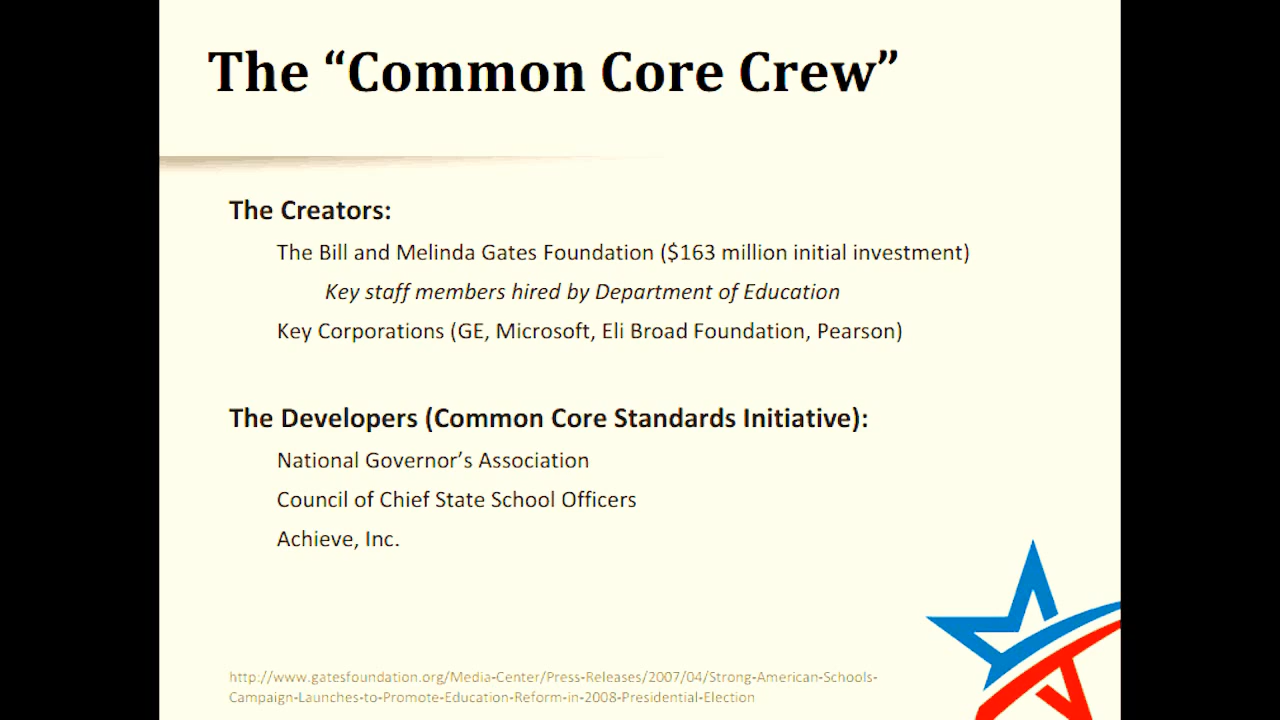 The “Common Core Crew”
The Creators:
The Bill and Melinda Gates Foundation ($163 million initial investment)
Key staff members hired by Department of Education
Key Corporations (GE, Microsoft, Eli Broad Foundation, Pearson)
The Developers (Common Core Standards Initiative):
National Governor’s Association
Council of Chief State School Officers
Achieve, Inc.
http://www.gatesfoundation.org/Media-Center/Press-Releases/2007/04/Strong-American-Schools-
Campaign-Launches-to-Promote-Education-Reform-in-2008-Presidential-Election